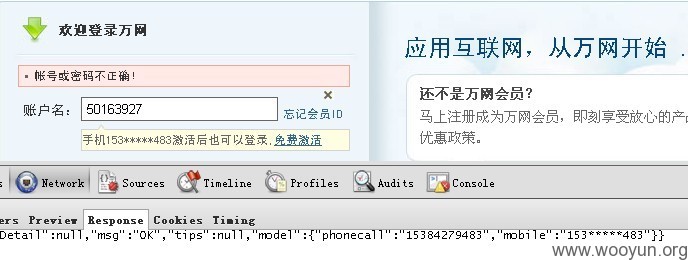 欢迎登录万网
帐号或密码不正确!
账户名: 50163927 忘记会员ID
手机153*****483激活后也可以登录,免费激活
应用互联网，从万网开始 .
还不是万网会员?
马上注册成为万网会员，即刻享受放心的产品
优惠政策。
s Network Sources Timeline Profiles Audits Console
ers Preview Response Cookies Timing
Detail":null,"msg":"OK","tips":null,"model":{"phonecall":"15384279483","mobile":"153*****483"}}
www.wooyun.org